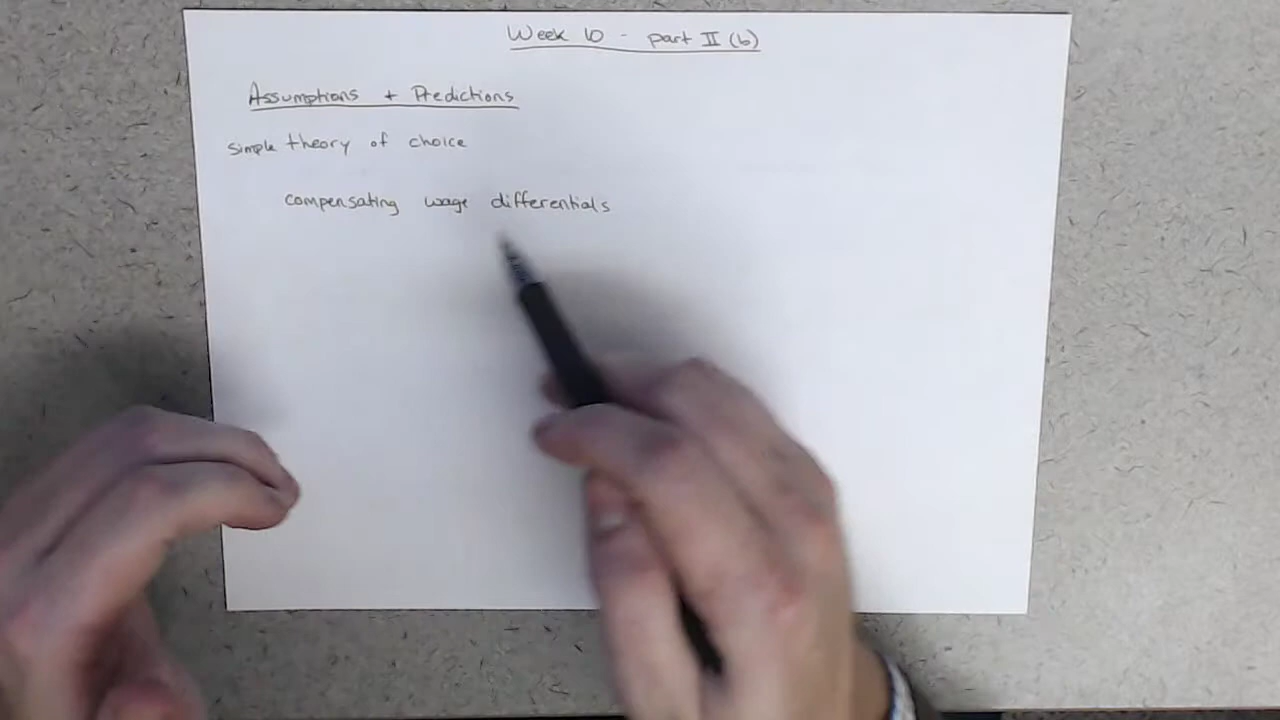 Week 10 - part II (b)
Assumptions + Predictions
simple theory of choice
compensating wage differentials